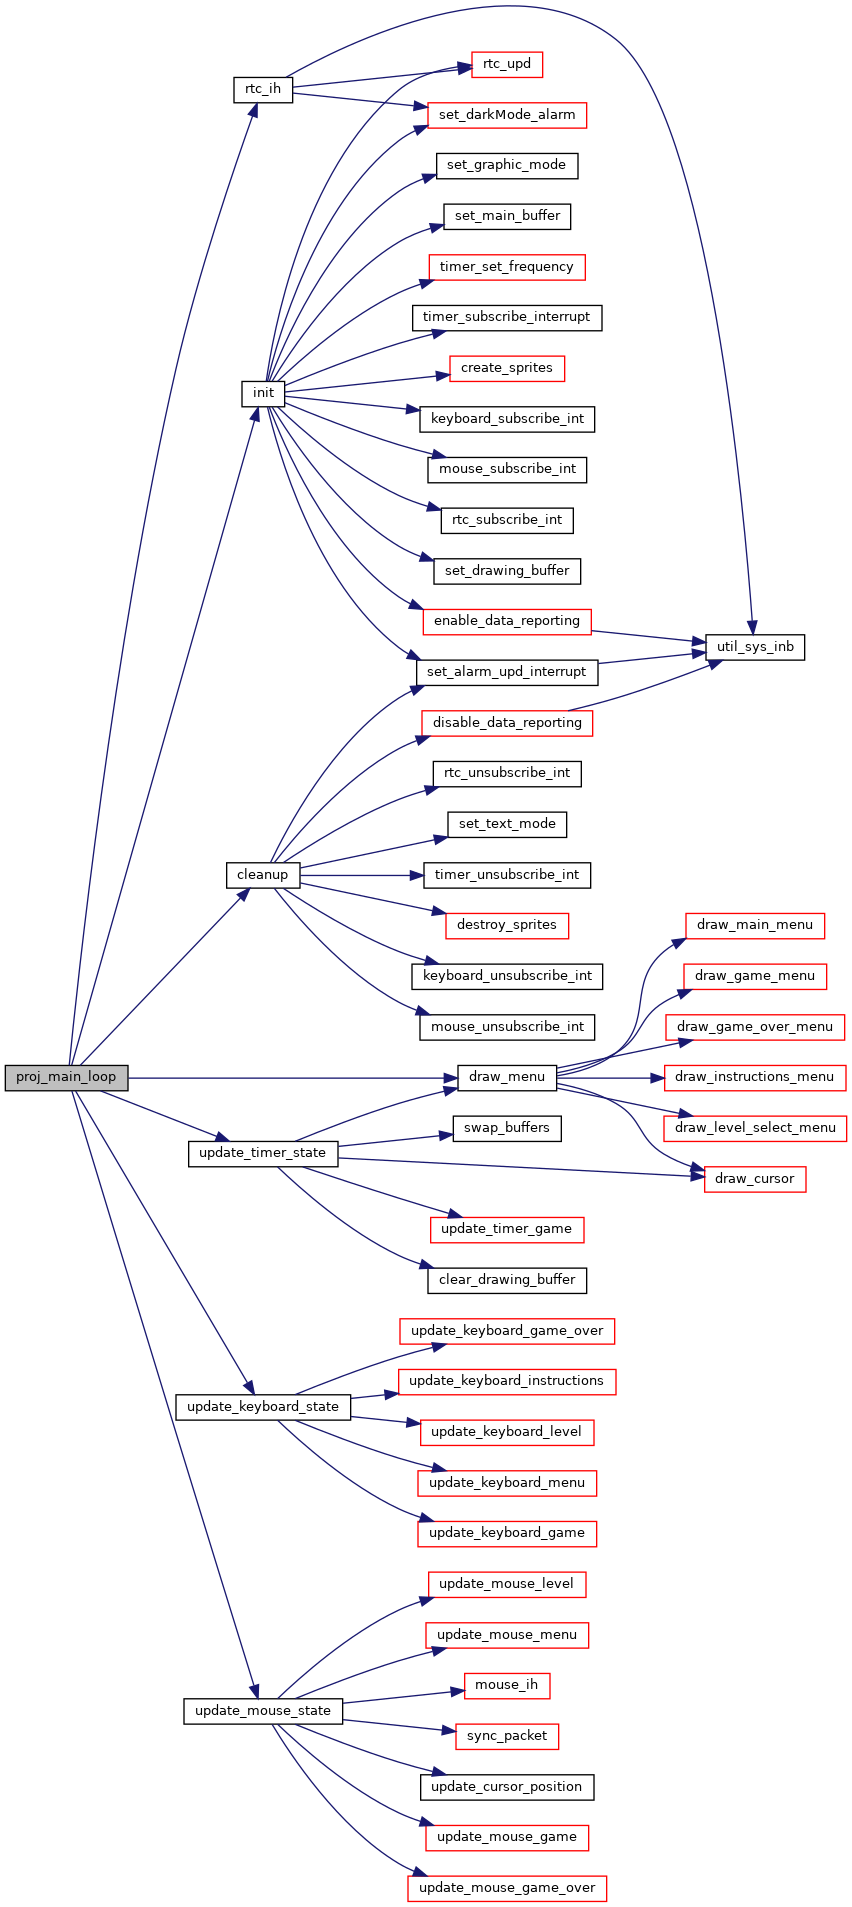 rtc_ih
rtc_upd
set_darkMode_alarm
set_graphic_mode
set_main_buffer
timer_set_frequency
timer_subscribe_interrupt
create_sprites
init
keyboard_subscribe_int
mouse_subscribe_int
rtc_subscribe_int
set_drawing_buffer
enable_data_reporting
util_sys_inb
set_alarm_upd_interrupt
disable_data_reporting
rtc_unsubscribe_int
set_text_mode
cleanup
timer_unsubscribe_int
destroy_sprites
draw_main_menu
keyboard_unsubscribe_int
draw_game_menu
mouse_unsubscribe_int
draw_game_over_menu
proj_main_loop
draw_menu
draw_instructions_menu
swap_buffers
draw_level_select_menu
update_timer_state
draw_cursor
update_timer_game
clear_drawing_buffer
update_keyboard_game_over
update_keyboard_instructions
update_keyboard_state
update_keyboard_level
update_keyboard_menu
update_keyboard_game
update_mouse_level
update_mouse_menu
mouse_ih
update_mouse_state
sync_packet
update_cursor_position
update_mouse_game
update_mouse_game_over